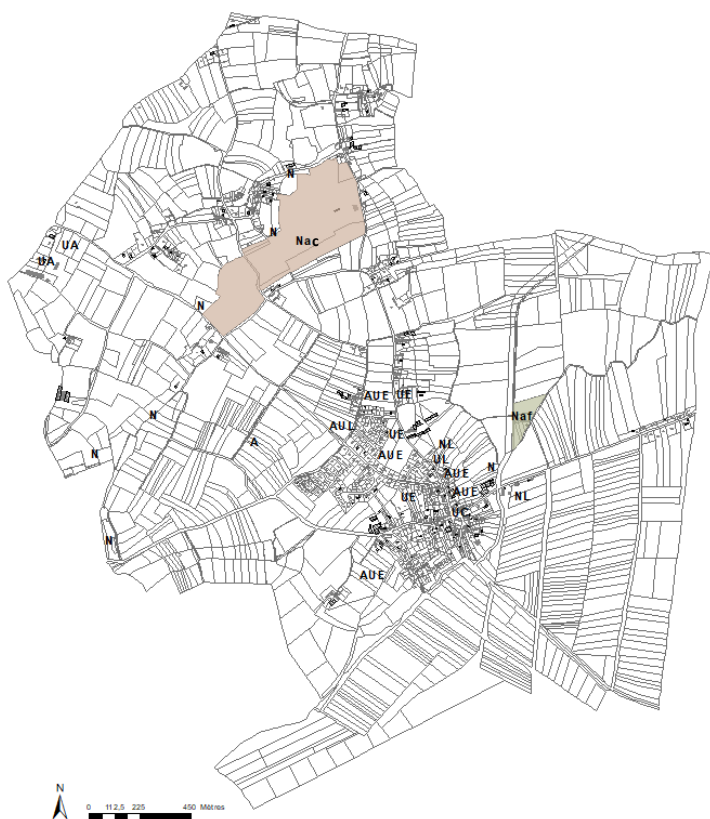 N
N
Nac
UA
UA
N
AUE UE
N
Naf
AUL
UE
A
NL
AUE
UL
N
AUE
N
UE
AUE
NL
UC
N
AUE
N
0 112,5 225 450 Mètres